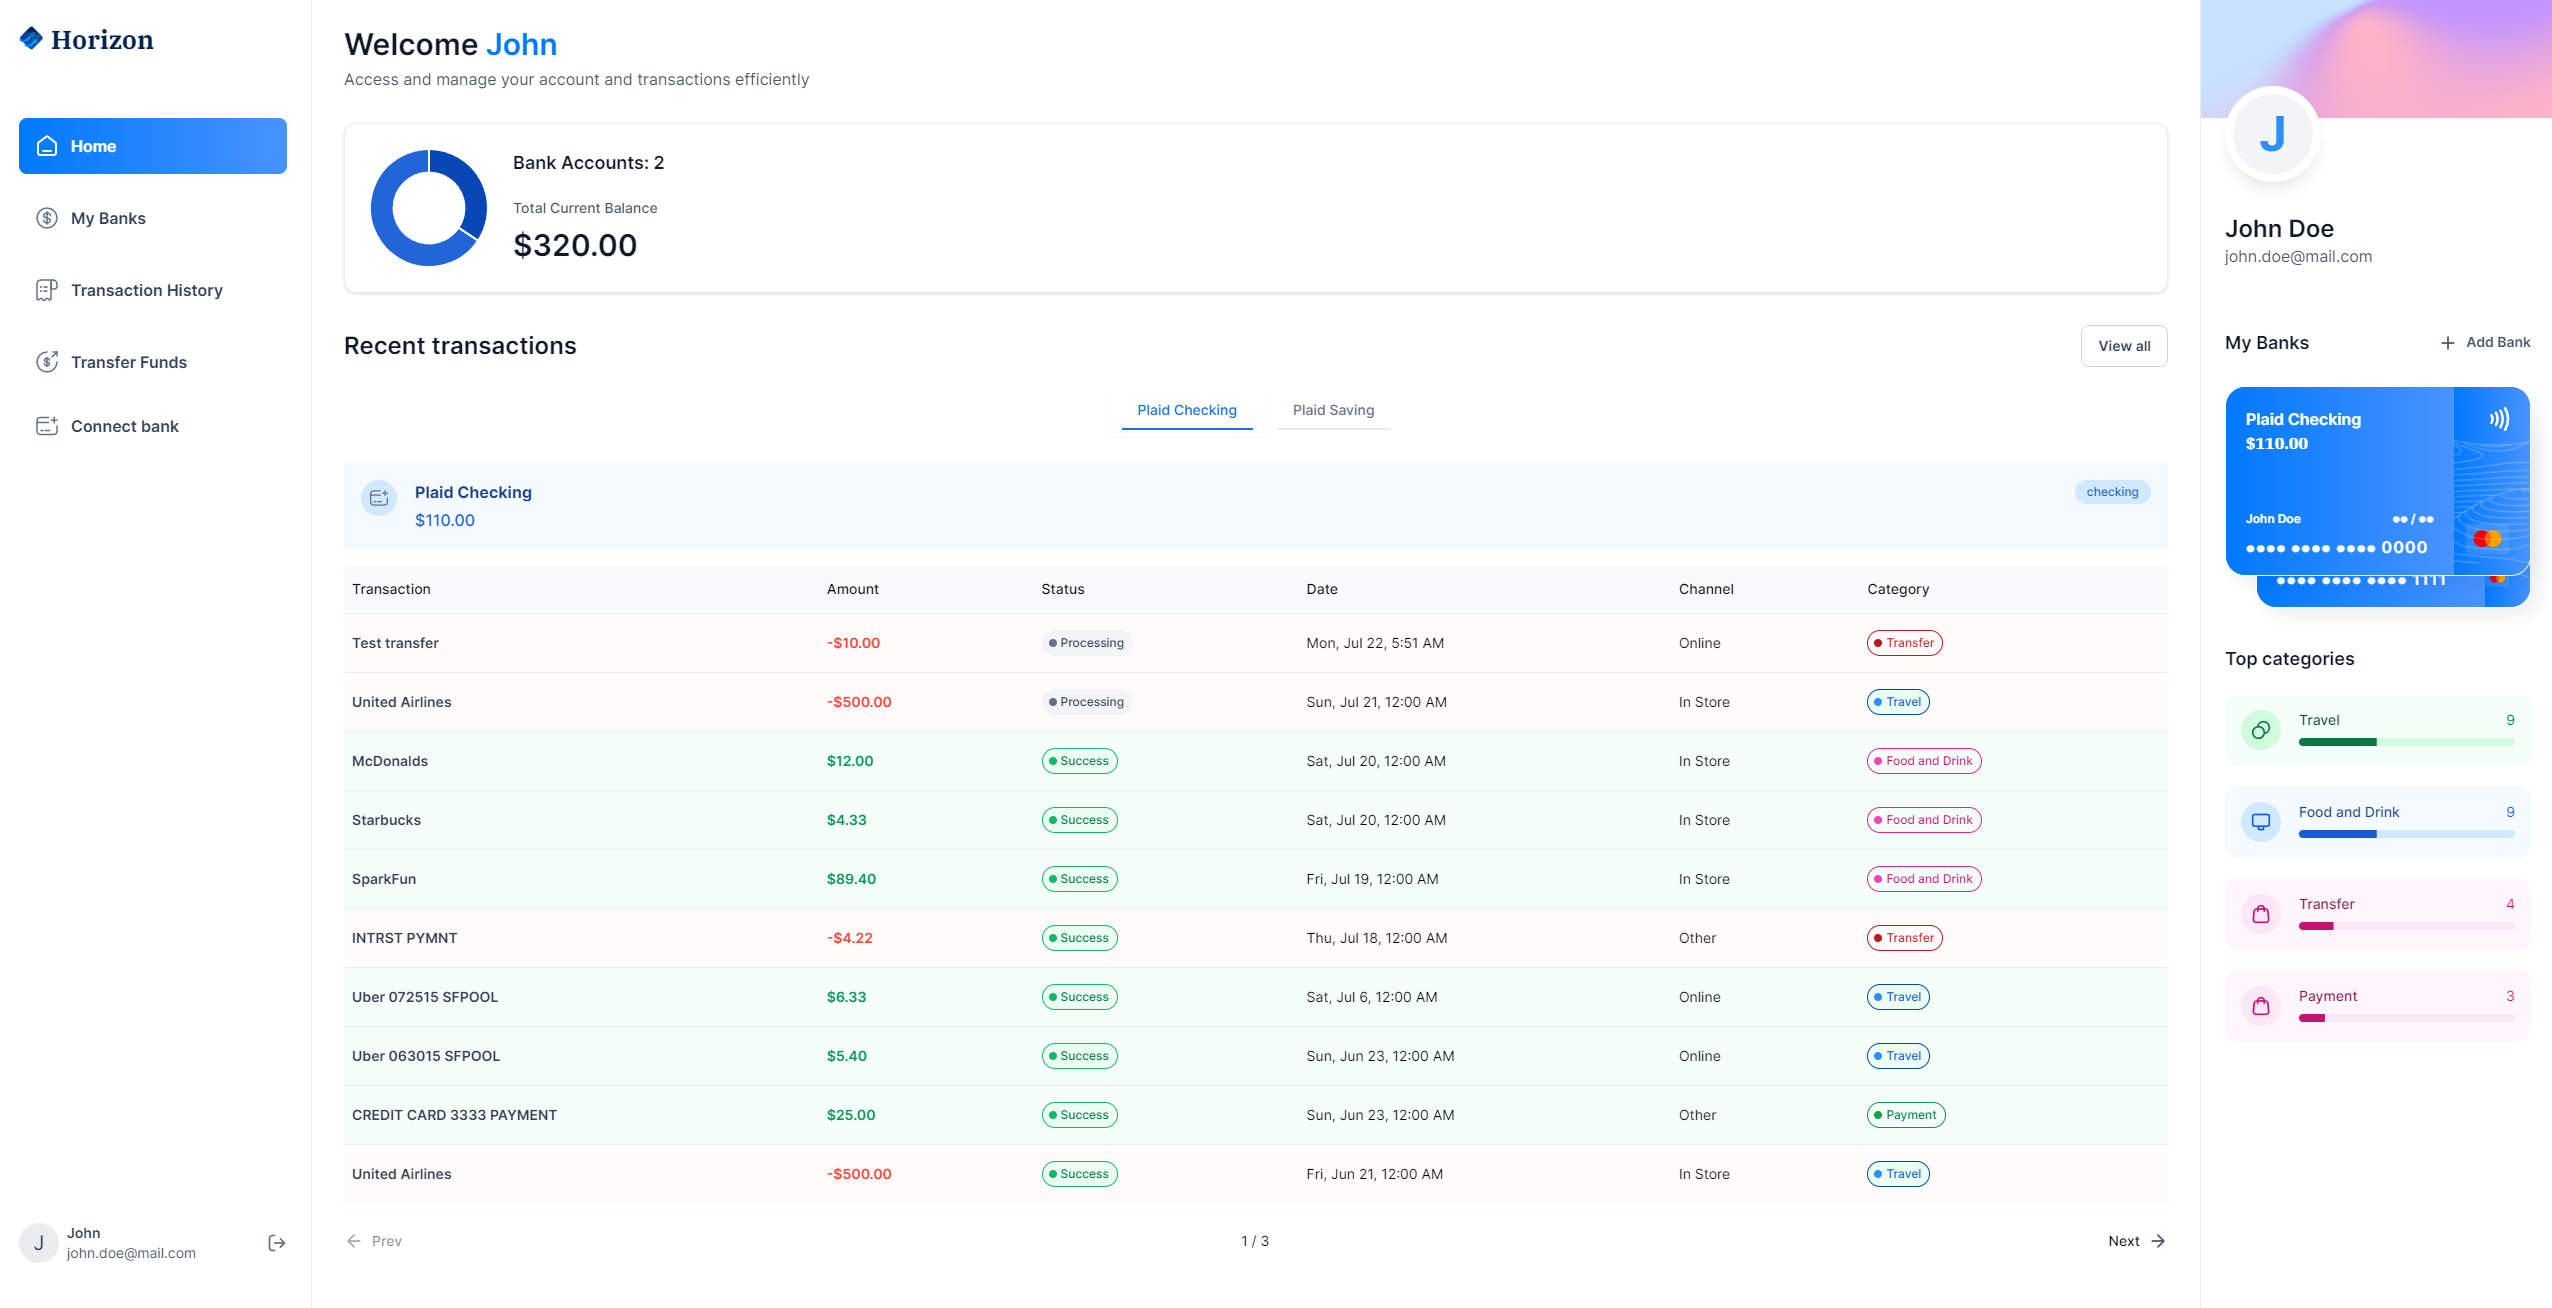 Horizon
Home
My Banks
Transaction History
Transfer Funds
Connect bank
J
John
john.doe@mail.com
Welcome John
Access and manage your account and transactions efficiently
Bank Accounts: 2
Total Current Balance
$320.00
Recent transactions
View all
Plaid Checking Plaid Saving
Plaid Checking
$110.00
checking
Transaction Amount Status Date Channel Category
Test transfer -$10.00 Processing Mon, Jul 22, 5:51 AM Online Transfer
United Airlines -$500.00 Processing Sun, Jul 21, 12:00 AM In Store Travel
McDonalds $12.00 Success Sat, Jul 20, 12:00 AM In Store Food and Drink
Starbucks $4.33 Success Sat, Jul 20, 12:00 AM In Store Food and Drink
SparkFun $89.40 Success Fri, Jul 19, 12:00 AM In Store Food and Drink
INTRST PYMNT -$4.22 Success Thu, Jul 18, 12:00 AM Other Transfer
Uber 072515 SFPOOL $6.33 Success Sat, Jul 6, 12:00 AM Online Travel
Uber 063015 SFPOOL $5.40 Success Sun, Jun 23, 12:00 AM Online Travel
CREDIT CARD 3333 PAYMENT $25.00 Success Sun, Jun 23, 12:00 AM Other Payment
United Airlines -$500.00 Success Fri, Jun 21, 12:00 AM In Store Travel
Prev 1 / 3 Next
J
John Doe
john.doe@mail.com
My Banks + Add Bank
Plaid Checking
$110.00
John Doe ●● / ●●
●●●● ●●●● ●●●● 0000
●●●● ●●●● ●●●● 1111
Top categories
Travel 9
Food and Drink 9
Transfer 4
Payment 3